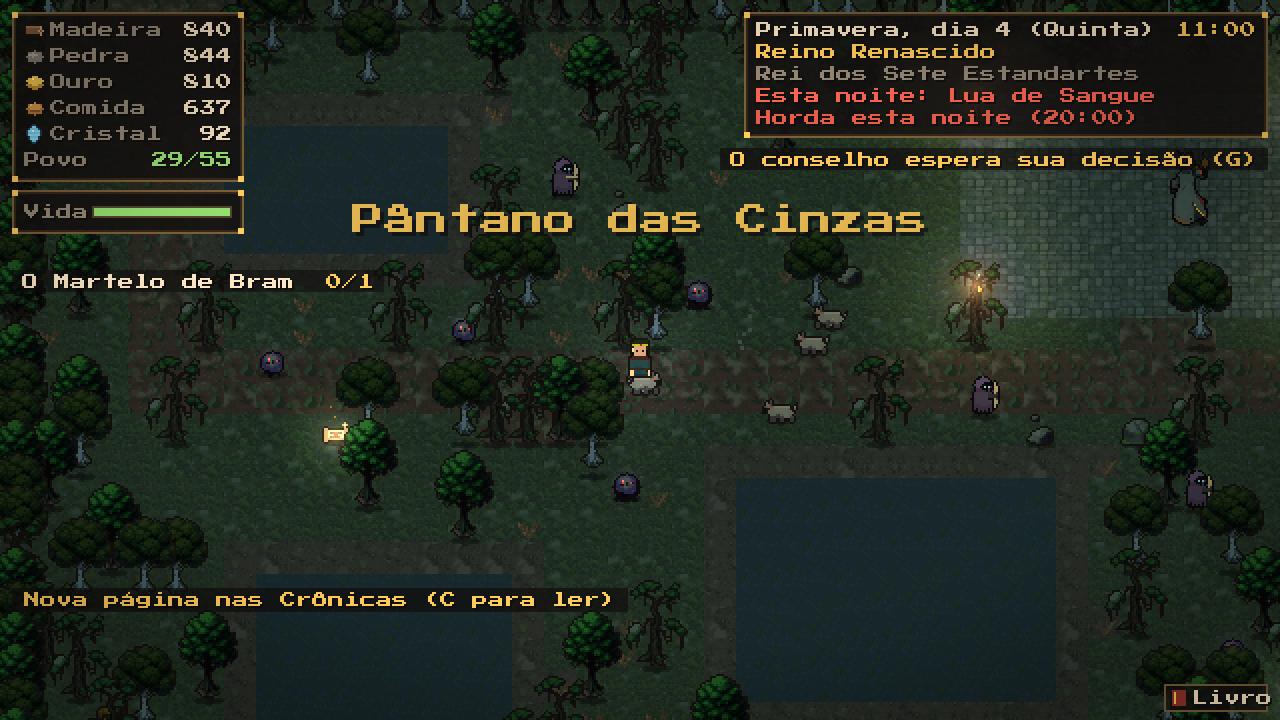 Madeira 840
Pedra 844
Ouro 810
Comida 637
Cristal 92
Povo 29/55
Vida
Primavera, dia 4 (Quinta) 11:00
Reino Renascido
Rei dos Sete Estandartes
Esta noite: Lua de Sangue
Horda esta noite (20:00)
O conselho espera sua decisão (G)
Pântano das Cinzas
O Martelo de Bram 0/1
Nova página nas Crônicas (C para ler)
Livro